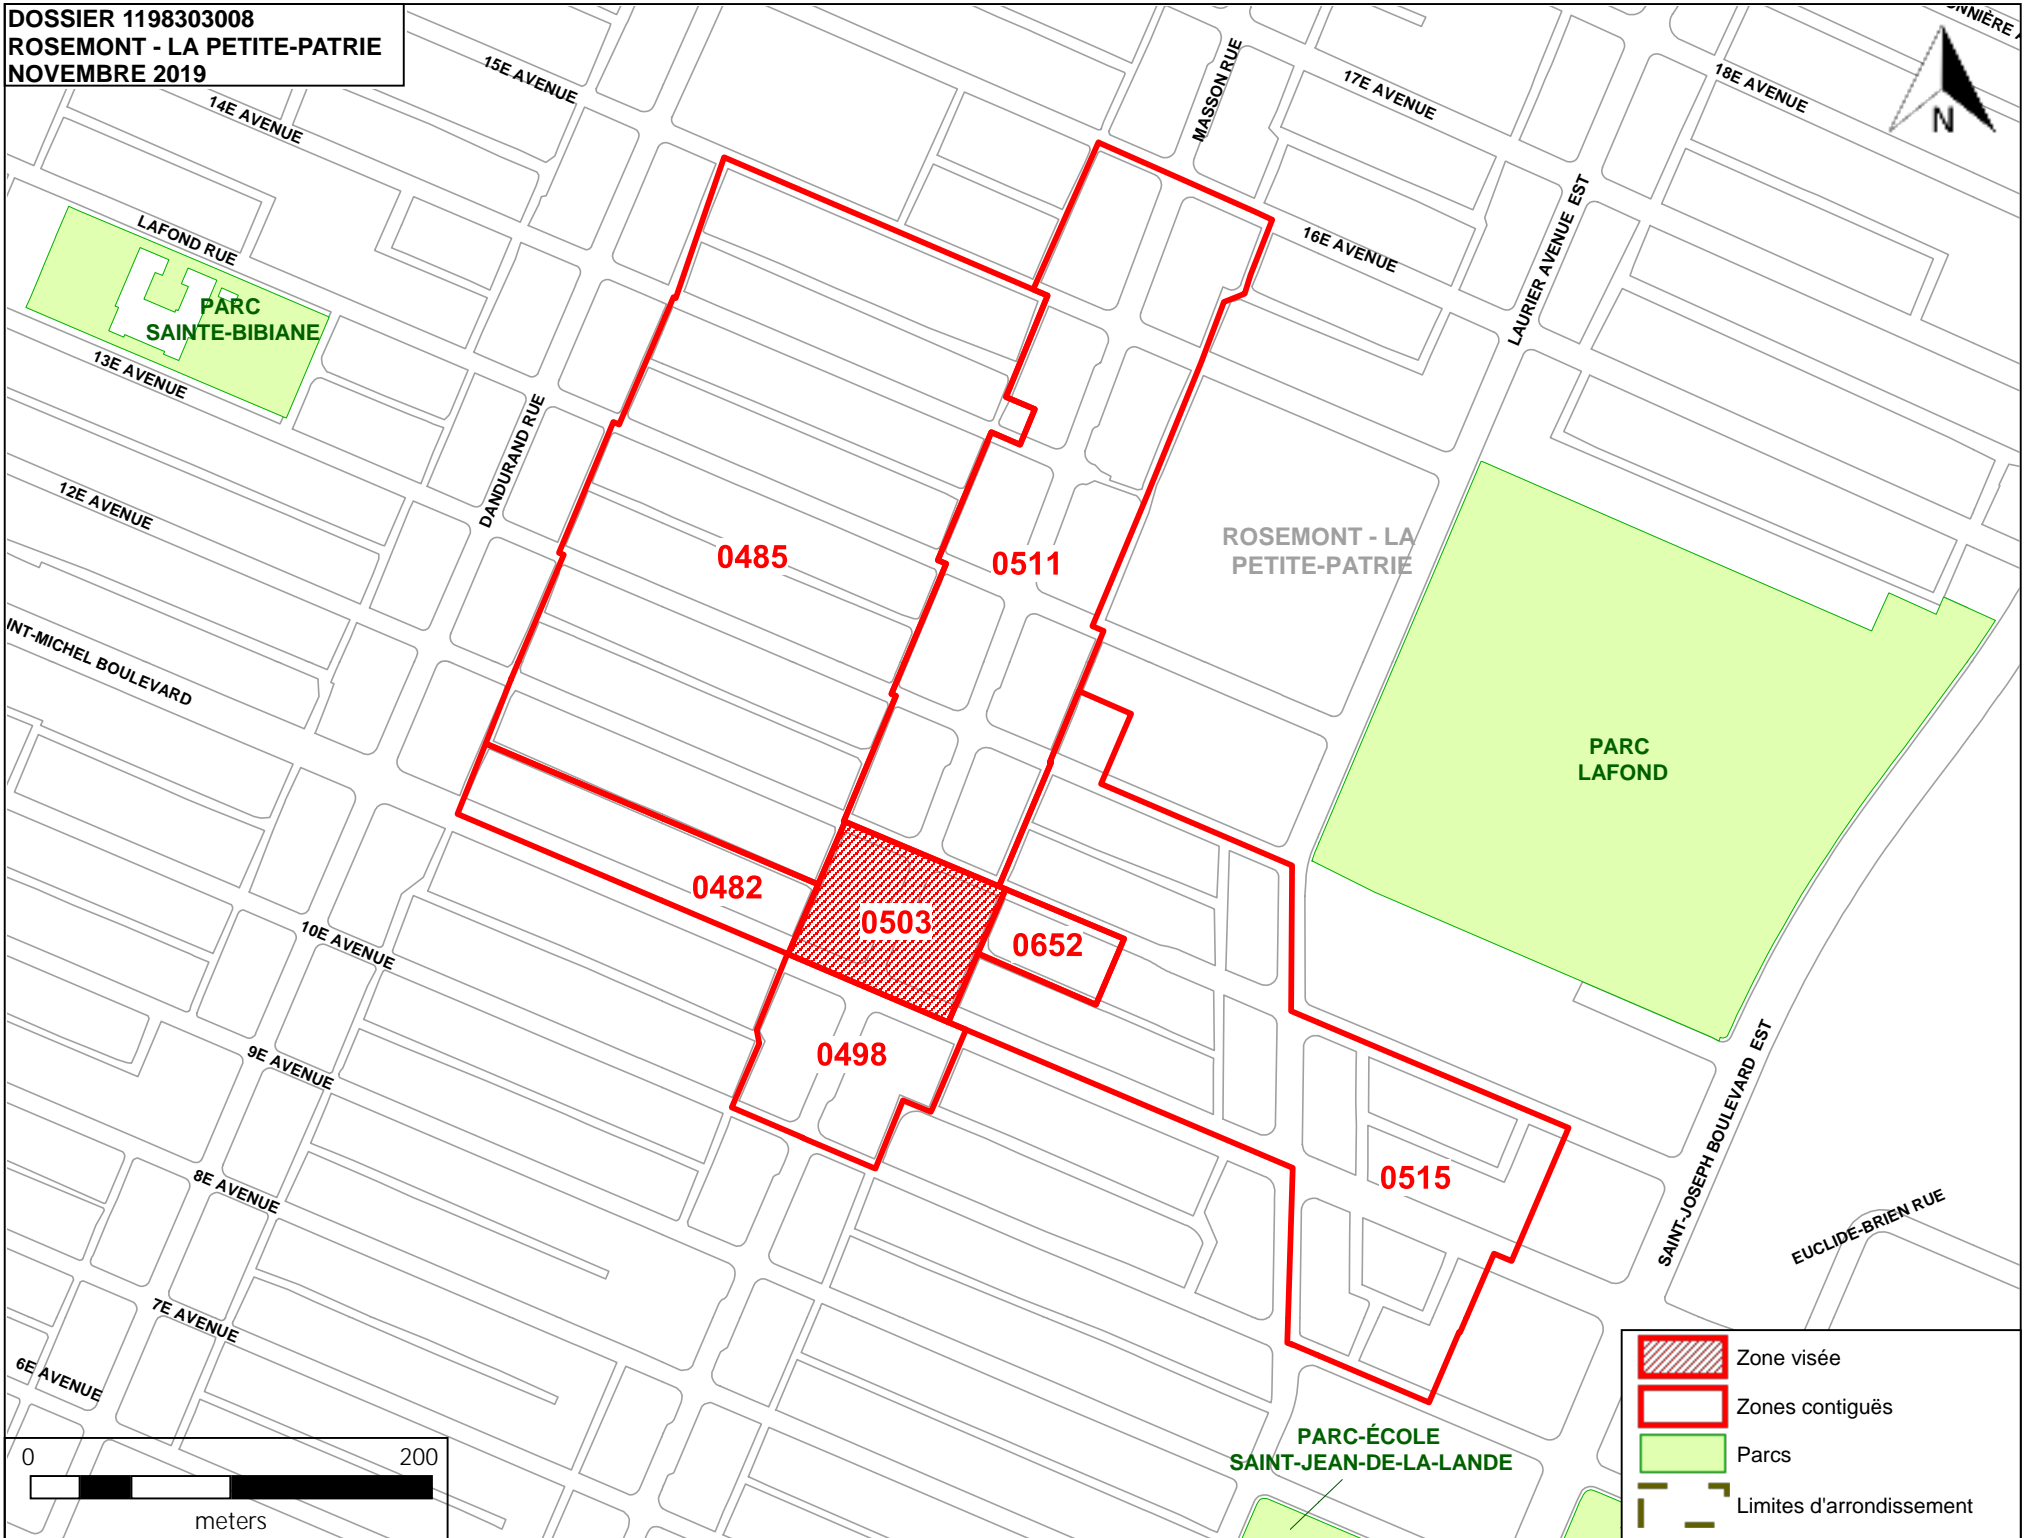 DOSSIER 1198303008
ROSEMONT - LA PETITE-PATRIE
NOVEMBRE 2019
15E AVENUE
14E AVENUE
MASSON RUE
17E AVENUE
18E AVENUE
N
LAFOND RUE
PARC
SAINTE-BIBIANE
13E AVENUE
16E AVENUE
LAURIER AVENUE EST
DANDURAND RUE
12E AVENUE
0485
0511
ROSEMONT - LA
PETITE-PATRIE
INT-MICHEL BOULEVARD
PARC
LAFOND
0482
0503
0652
10E AVENUE
0498
9E AVENUE
8E AVENUE
0515
SAINT-JOSEPH BOULEVARD EST
EUCLIDE-BRIEN RUE
7E AVENUE
6E AVENUE
PARC-ÉCOLE
SAINT-JEAN-DE-LA-LANDE
0 200
meters
Zone visée
Zones contiguës
Parcs
Limites d'arrondissement